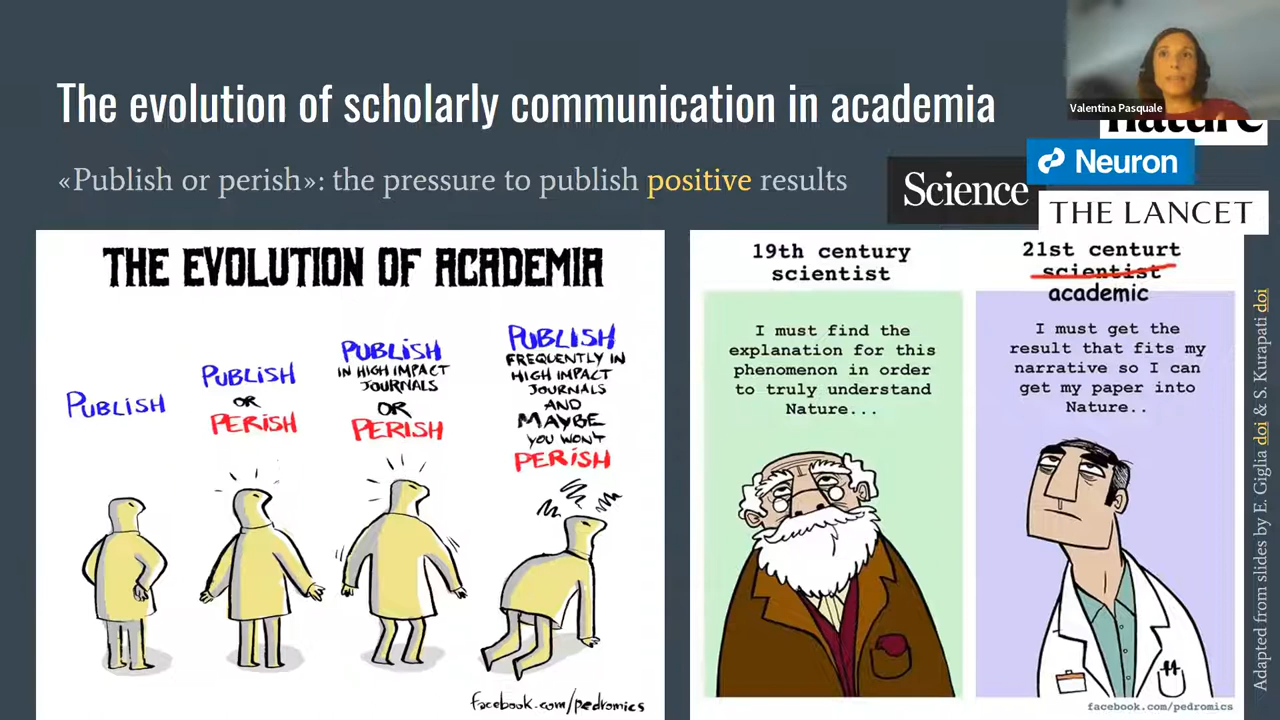 The evolution of scholarly communication in academia
Valentina Pasquale
nature
Neuron
Science
THE LANCET
«Publish or perish»: the pressure to publish positive results
THE EVOLUTION OF ACADEMIA
PUBLISH
PUBLISH
OR
PERISH
PUBLISH
IN HIGH IMPACT
JOURNALS
OR
PERISH
PUBLISH
FREQUENTLY IN
HIGH IMPACT
JOURNALS
AND
MAYBE
YOU WON'T
PERISH
facebook.com/pedromics
19th century
scientist
I must find the
explanation for this
phenomenon in order
to truly understand
Nature...
21st centurt
scientist
academic
I must get the
result that fits my
narrative so I can
get my paper into
Nature..
facebook.com/pedromics
Adapted from slides by E. Giglia doi & S. Kurapati doi